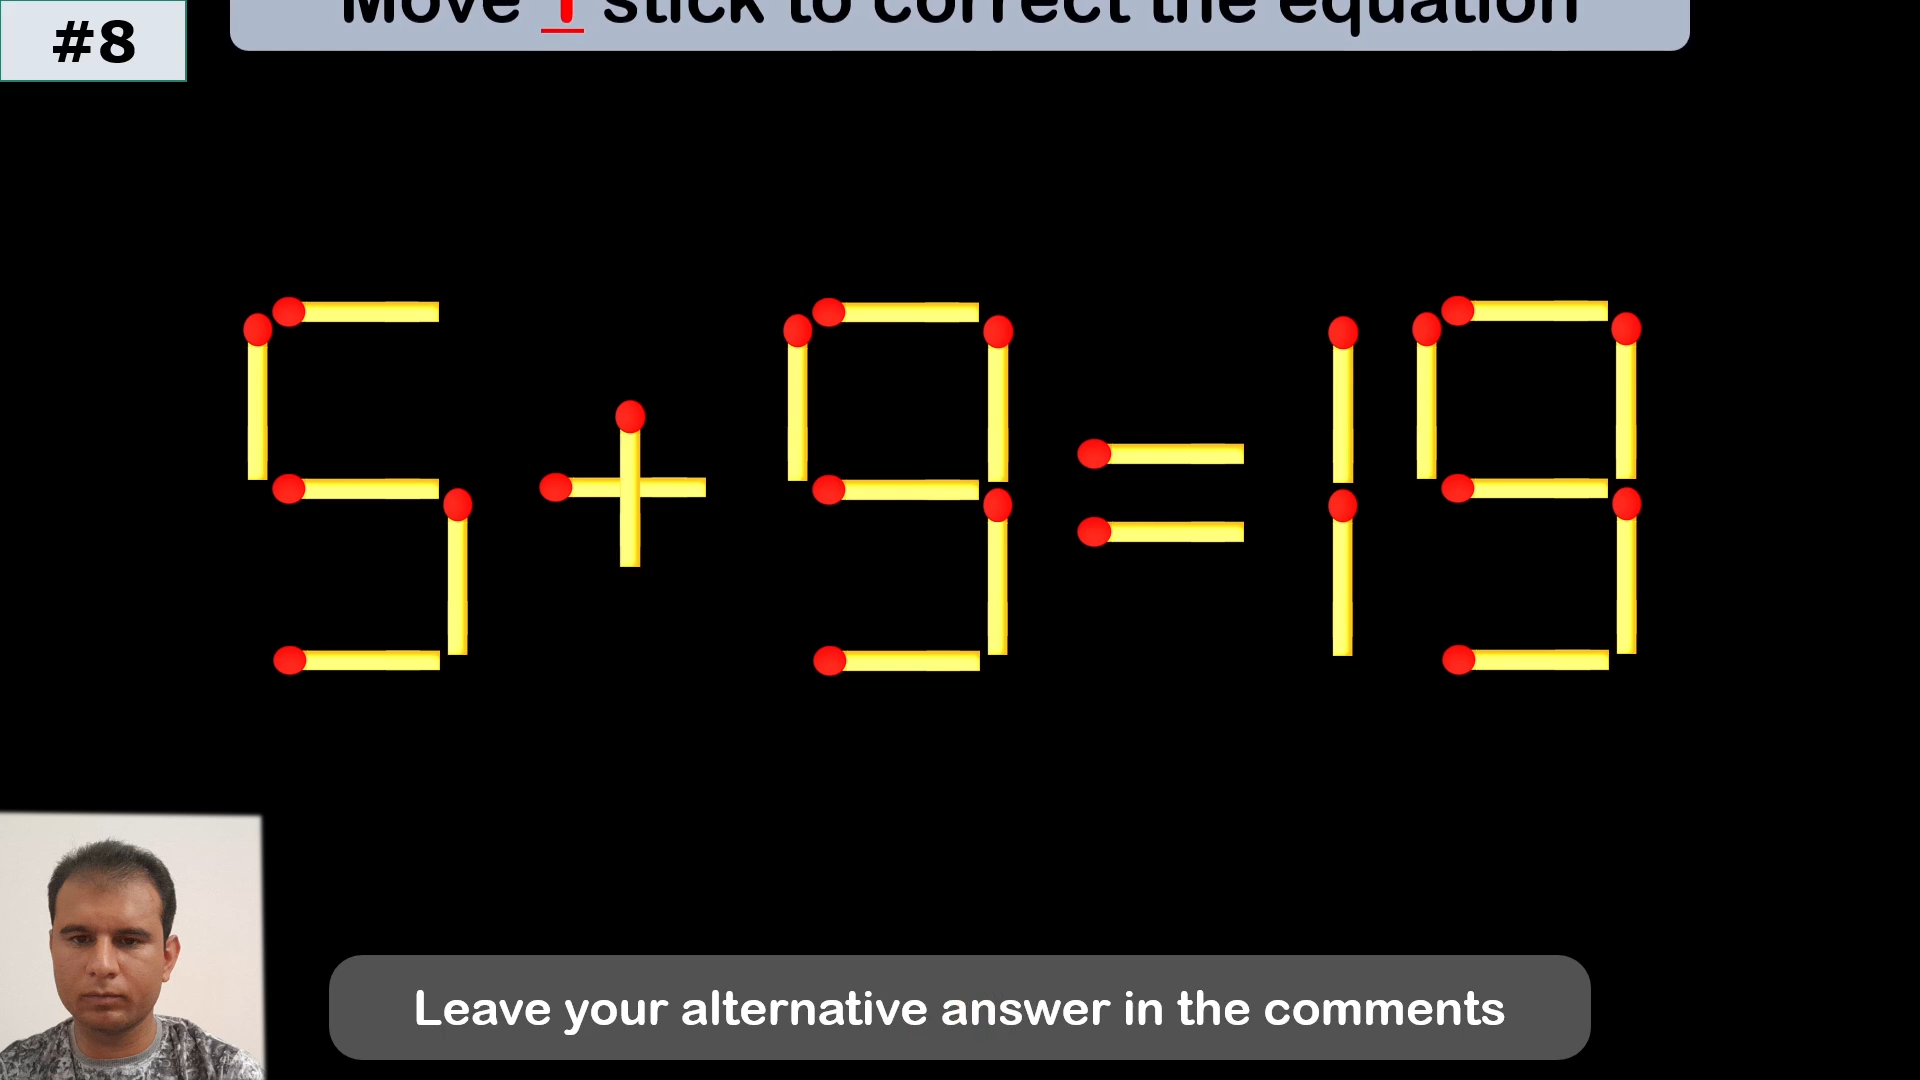 #8
Move 1 stick to correct the equation
5+9=19
Leave your alternative answer in the comments